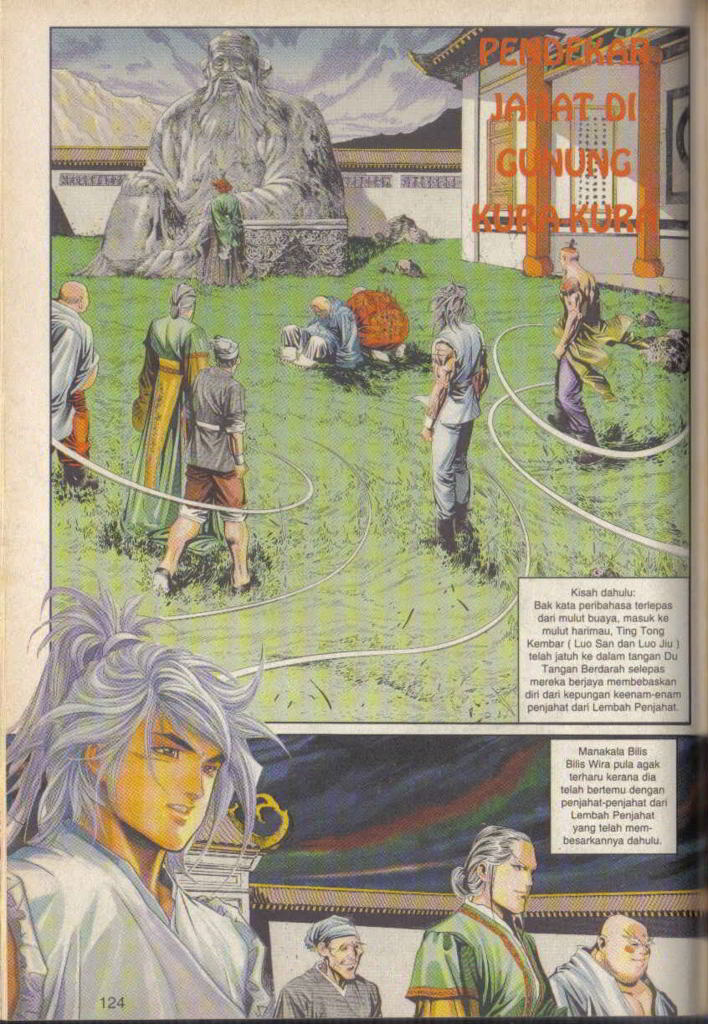 PENDEKAR
JAHAT DI
GUNUNG
KURA-KURA
Kisah dahulu:
Bak kata peribahasa terlepas
dari mulut buaya, masuk ke
mulut harimau, Ting Tong
Kembar ( Luo San dan Luo Jiu )
telah jatuh ke dalam tangan Du
Tangan Berdarah selepas
mereka berjaya membebaskan
diri dari kepungan keenam-enam
penjahat dari Lembah Penjahat.
Manakala Bilis
Bilis Wira pula agak
terharu kerana dia
telah bertemu dengan
penjahat-penjahat dari
Lembah Penjahat
yang telah mem-
besarkannya dahulu.
124